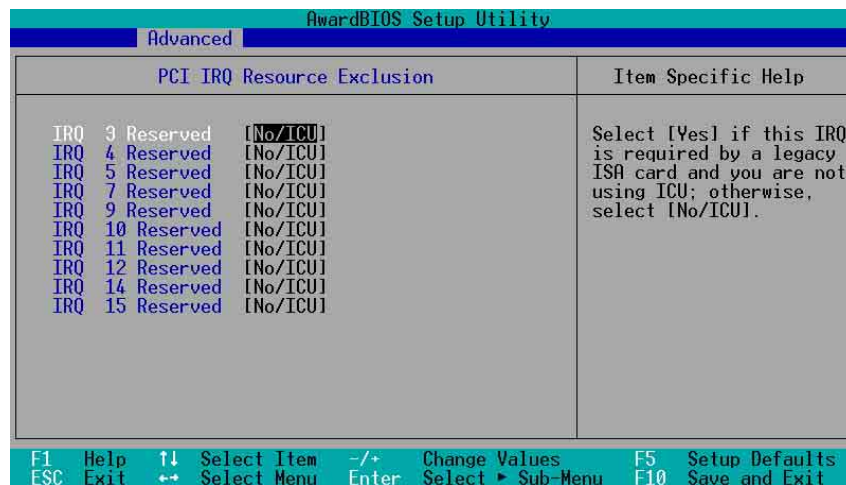 AwardBIOS Setup Utility
Advanced
PCI IRQ Resource Exclusion
Item Specific Help
IRQ 3 Reserved [No/ICU]
IRQ 4 Reserved [No/ICU]
IRQ 5 Reserved [No/ICU]
IRQ 7 Reserved [No/ICU]
IRQ 9 Reserved [No/ICU]
IRQ 10 Reserved [No/ICU]
IRQ 11 Reserved [No/ICU]
IRQ 12 Reserved [No/ICU]
IRQ 14 Reserved [No/ICU]
IRQ 15 Reserved [No/ICU]
Select [Yes] if this IRQ
is required by a legacy
ISA card and you are not
using ICU; otherwise,
select [No/ICU].
F1 Help ↑↓ Select Item -/+ Change Values F5 Setup Defaults
ESC Exit ←→ Select Menu Enter Select ► Sub-Menu F10 Save and Exit